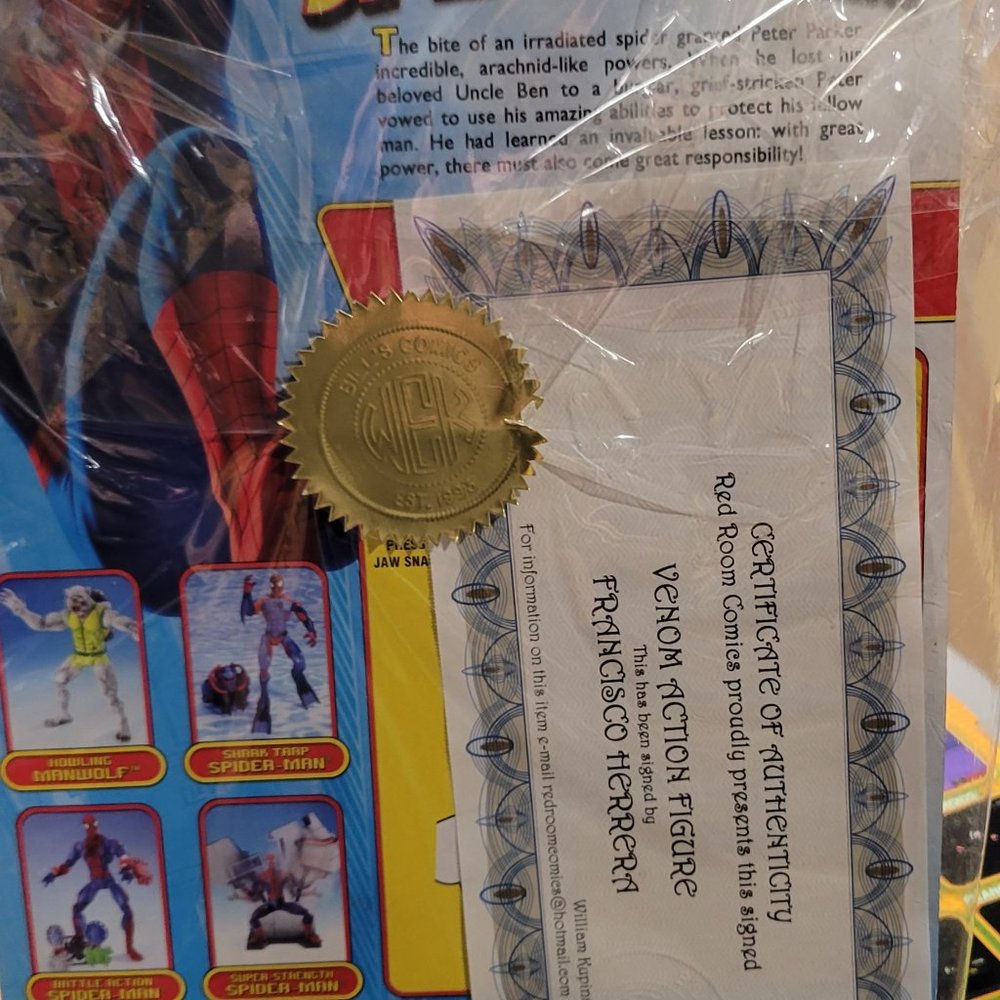 The bite of an irradiated spider granted Peter Parker
incredible, arachnid-like powers. When he lost his
beloved Uncle Ben to a burglar, grief-stricken Peter
vowed to use his amazing abilities to protect his fellow
man. He had learned an invaluable lesson: with great
power, there must also come great responsibility!
BILL'S COMICS
EST.
PRESS
JAW SNA
CERTIFICATE OF AUTHENTICITY
Red Room Comics proudly presents this signed
VENOM ACTION FIGURE
This has been signed by
FRANCISCO HERRERA
William Kupin
For information on this item e-mail redroomcomics@hotmail.com
HOWLING
MANWOLF™
SHARK TRAP
SPIDER-MAN
BATTLE ACTION
SPIDER-MAN
SUPER-STRENGTH
SPIDER-MAN